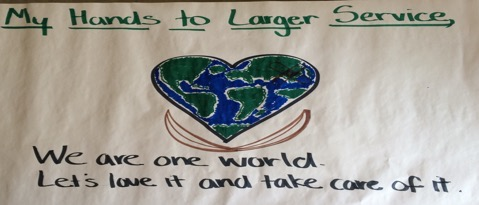 My Hands to Larger Service,
We are one world.
Let's love it and take care of it.